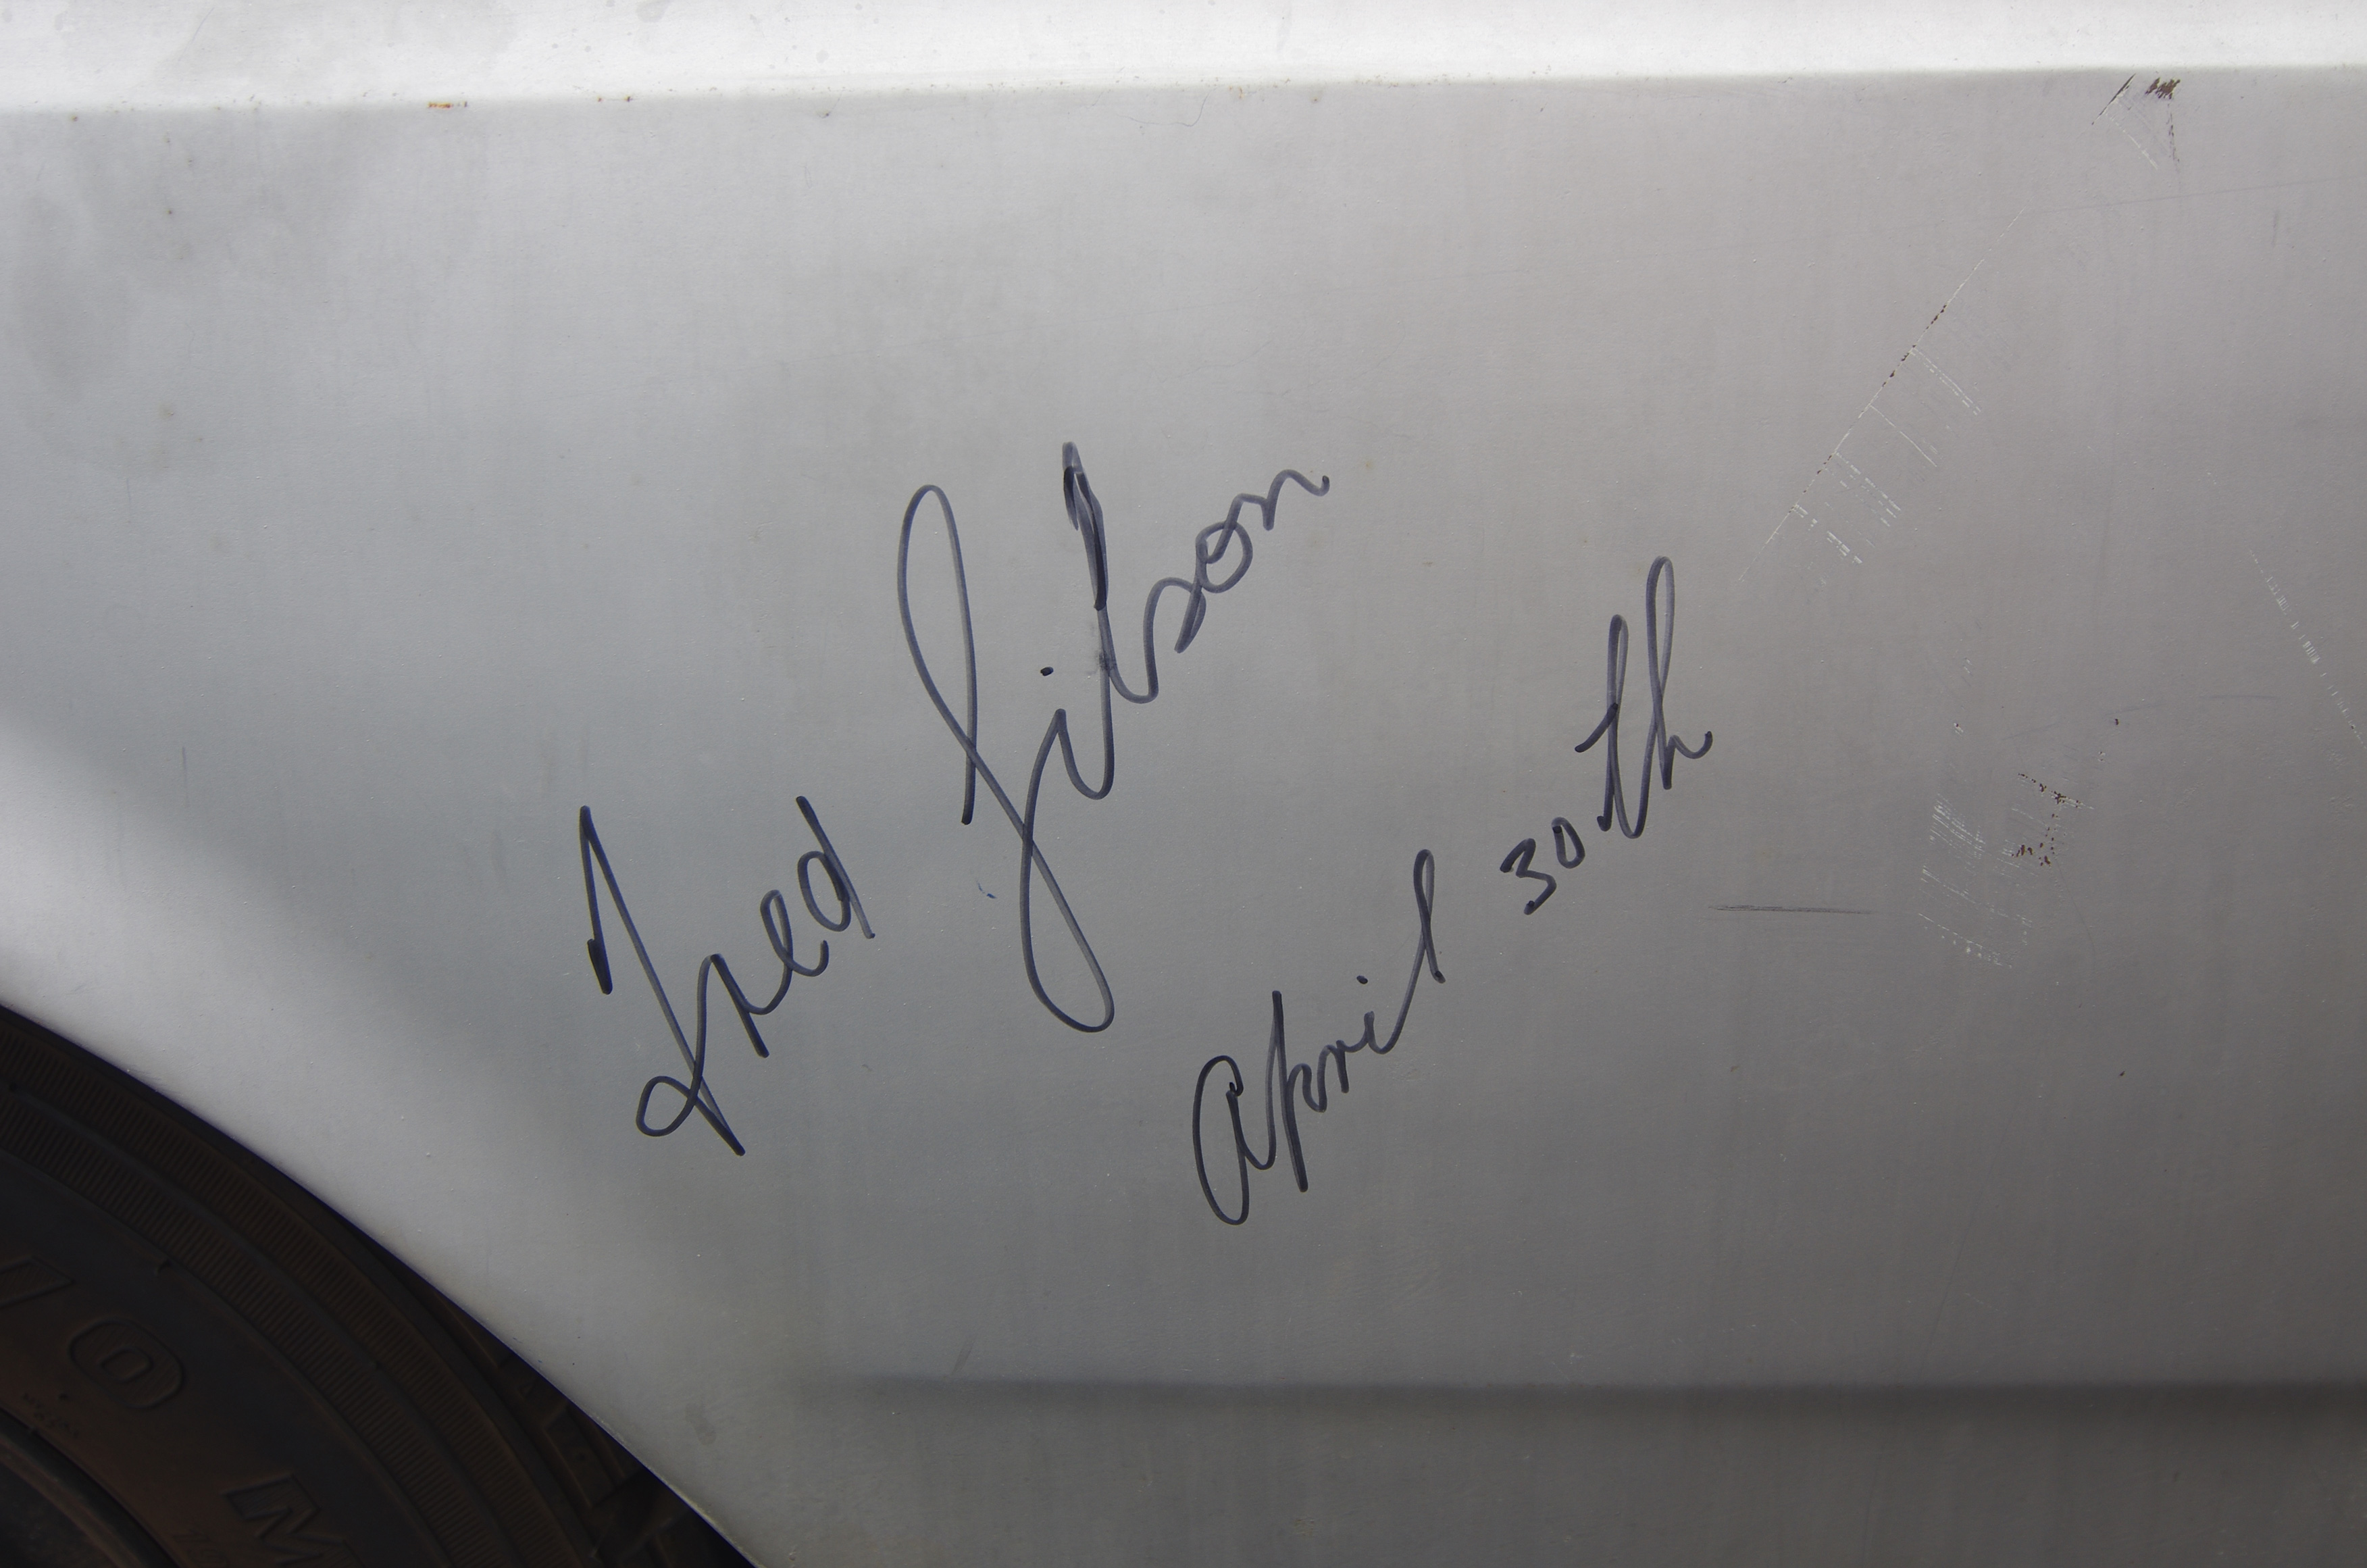 Fred Gibson
April 30th